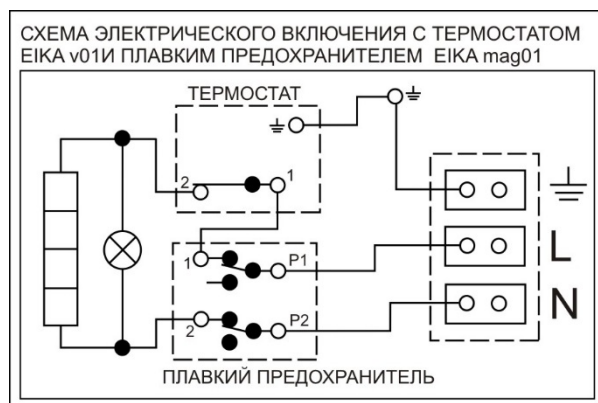 СХЕМА ЭЛЕКТРИЧЕСКОГО ВКЛЮЧЕНИЯ С ТЕРМОСТАТОМ
EIKA v01И ПЛАВКИМ ПРЕДОХРАНИТЕЛЕМ EIKA mag01
ТЕРМОСТАТ
2
1
1
P1
L
2
P2
N
ПЛАВКИЙ ПРЕДОХРАНИТЕЛЬ